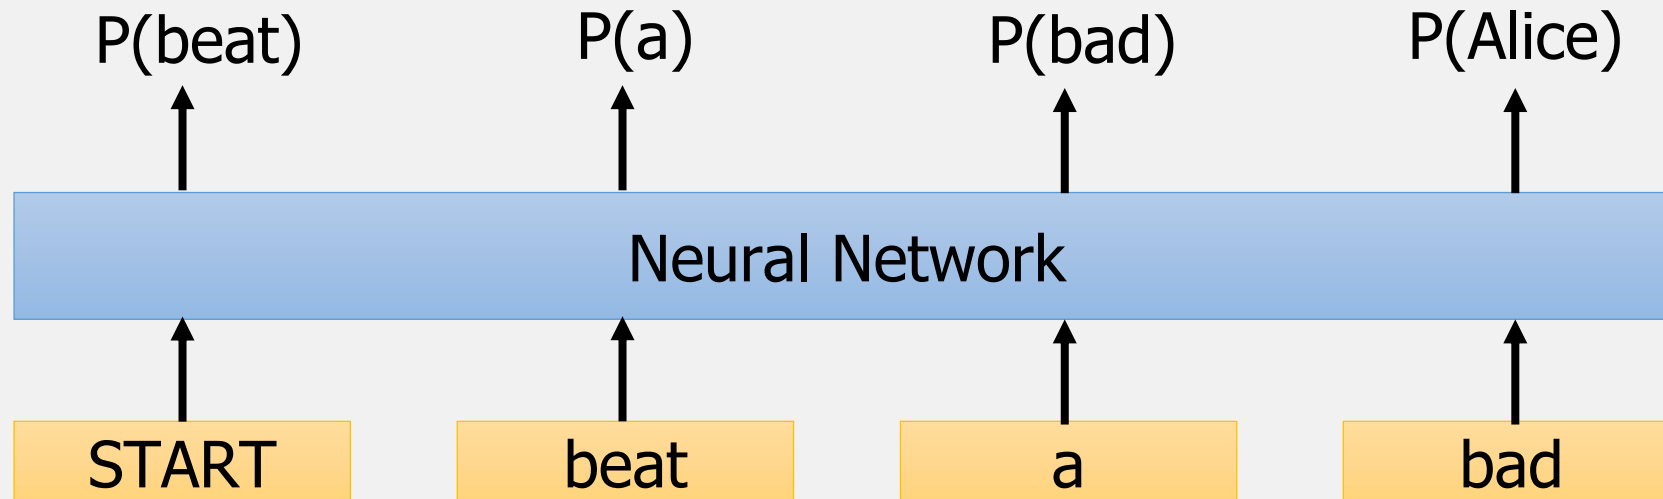 P(beat) P(a) P(bad) P(Alice)
Neural Network
START beat a bad